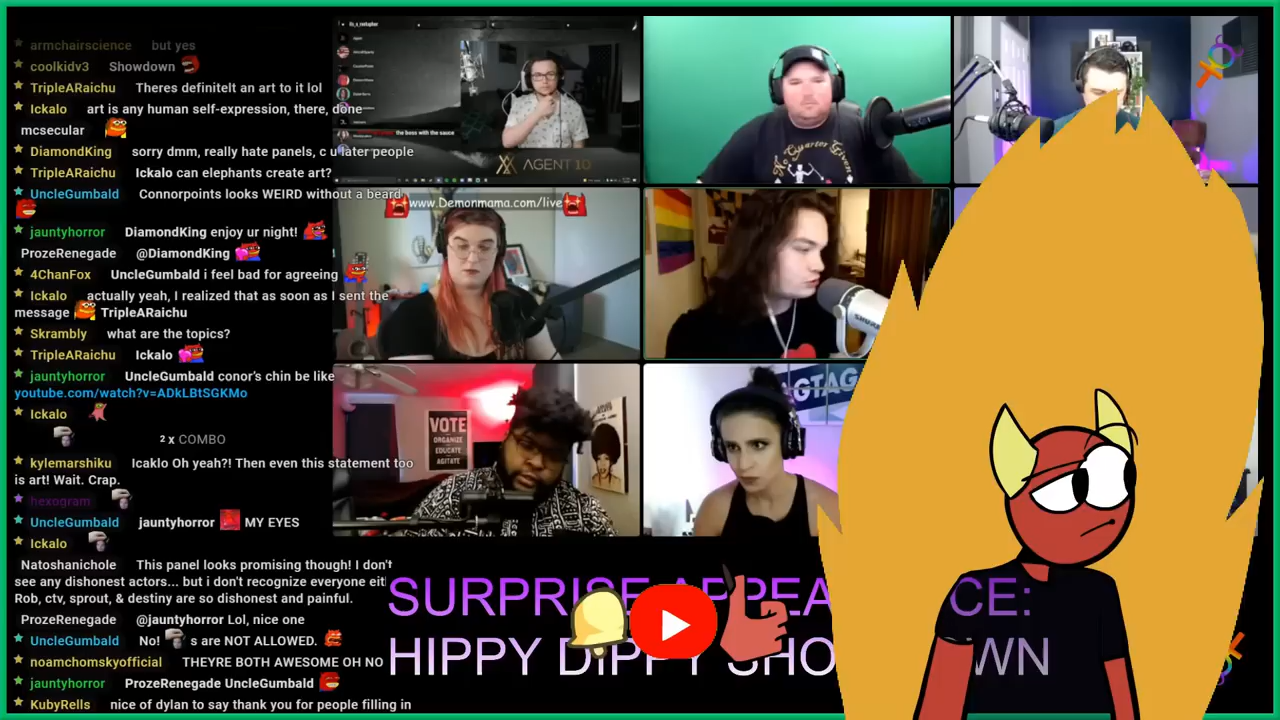 armchairscience but yes
coolkidv3 Showdown
TripleARaichu Theres definitelt an art to it lol
Ickalo art is any human self-expression, there, done
mcsecular
DiamondKing sorry dmm, really hate panels, c u later people
TripleARaichu Ickalo can elephants create art?
UncleGumbald Connorpoints looks WEIRD without a beard
jauntyhorror DiamondKing enjoy ur night!
ProzeRenegade @DiamondKing
4ChanFox UncleGumbald i feel bad for agreeing
Ickalo actually yeah, I realized that as soon as I sent the
message TripleARaichu
Skrambly what are the topics?
TripleARaichu Ickalo
jauntyhorror UncleGumbald conor's chin be like
youtube.com/watch?v=ADkLBtSGKMo
Ickalo
2 x COMBO
kylemarshiku Icaklo Oh yeah?! Then even this statement too
is art! Wait. Crap.
hexogram
UncleGumbald jauntyhorror MY EYES
Ickalo
Natoshanichole This panel looks promising though! I don't
see any dishonest actors... but i don't recognize everyone eit
Rob, ctv, sprout, & destiny are so dishonest and painful.
ProzeRenegade @jauntyhorror Lol, nice one
UncleGumbald No! s are NOT ALLOWED.
noamchomskyofficial THEYRE BOTH AWESOME OH NO
jauntyhorror ProzeRenegade UncleGumbald
KubyRells nice of dylan to say thank you for people filling in
the boss with the sauce
AGENT 10
No Quarter Given
www.Demonmama.com/live
VOTE
ORGANIZE
EDUCATE
AGITATE
AGTAG
SURPRISE APPEA CE:
HIPPY DIPPY SHO WN